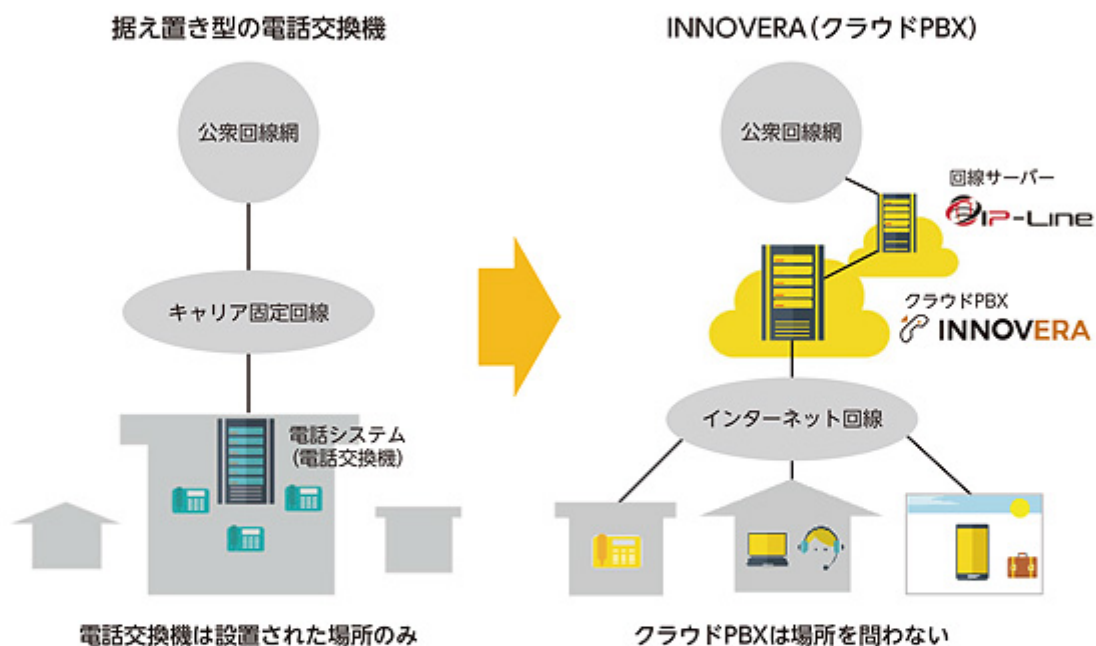 据え置き型の電話交換機
公衆回線網
キャリア固定回線
電話システム
(電話交換機)
電話交換機は設置された場所のみ
INNOVERA(クラウドPBX)
公衆回線網
回線サーバー
IP-Line
クラウドPBX
INNOVERA
インターネット回線
クラウドPBXは場所を問わない